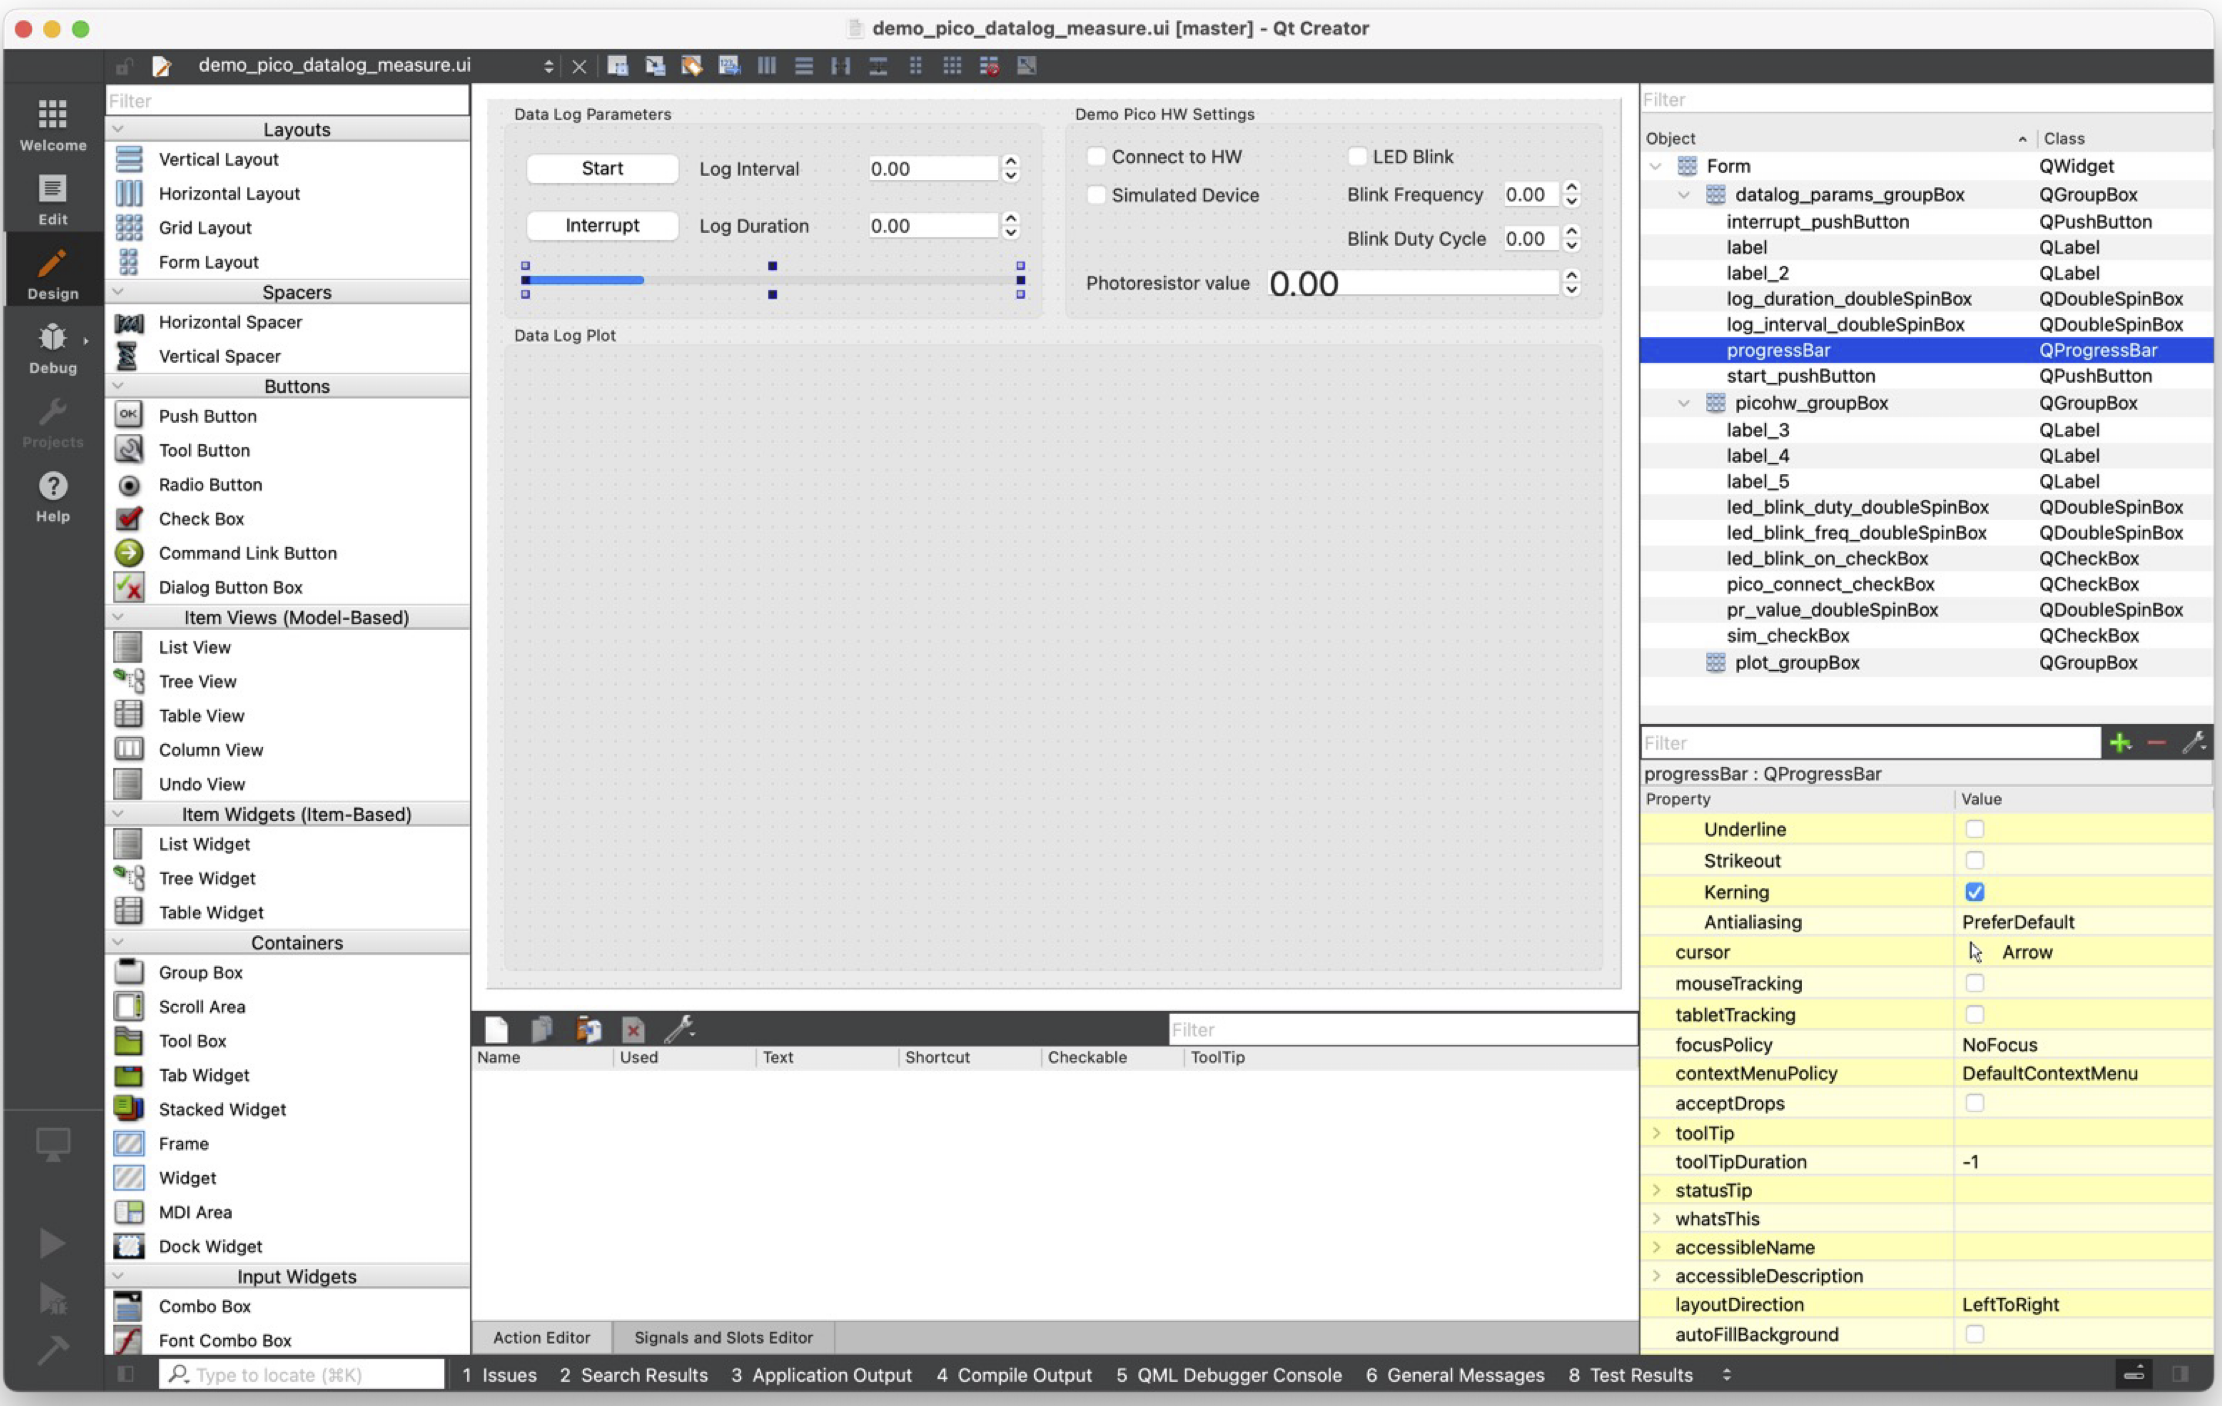 demo_pico_datalog_measure.ui [master] - Qt Creator
demo_pico_datalog_measure.ui
Welcome
Edit
Design
Debug
Projects
Help
Filter
Layouts
Vertical Layout
Horizontal Layout
Grid Layout
Form Layout
Spacers
Horizontal Spacer
Vertical Spacer
Buttons
OK Push Button
Tool Button
Radio Button
Check Box
Command Link Button
Dialog Button Box
Item Views (Model-Based)
List View
Tree View
Table View
Column View
Undo View
Item Widgets (Item-Based)
List Widget
Tree Widget
Table Widget
Containers
Group Box
Scroll Area
Tool Box
Tab Widget
Stacked Widget
Frame
Widget
MDI Area
Dock Widget
Input Widgets
Combo Box
Font Combo Box
Data Log Parameters
Start Log Interval 0.00
Interrupt Log Duration 0.00
Demo Pico HW Settings
Connect to HW LED Blink
Simulated Device Blink Frequency 0.00
Blink Duty Cycle 0.00
Photoresistor value 0.00
Data Log Plot
Filter
Name Used Text Shortcut Checkable ToolTip
Action Editor Signals and Slots Editor
Filter
Object Class
Form QWidget
datalog_params_groupBox QGroupBox
interrupt_pushButton QPushButton
label QLabel
label_2 QLabel
log_duration_doubleSpinBox QDoubleSpinBox
log_interval_doubleSpinBox QDoubleSpinBox
progressBar QProgressBar
start_pushButton QPushButton
picohw_groupBox QGroupBox
label_3 QLabel
label_4 QLabel
label_5 QLabel
led_blink_duty_doubleSpinBox QDoubleSpinBox
led_blink_freq_doubleSpinBox QDoubleSpinBox
led_blink_on_checkBox QCheckBox
pico_connect_checkBox QCheckBox
pr_value_doubleSpinBox QDoubleSpinBox
sim_checkBox QCheckBox
plot_groupBox QGroupBox
Filter
progressBar : QProgressBar
Property Value
Underline
Strikeout
Kerning
Antialiasing PreferDefault
cursor Arrow
mouseTracking
tabletTracking
focusPolicy NoFocus
contextMenuPolicy DefaultContextMenu
acceptDrops
toolTip
toolTipDuration -1
statusTip
whatsThis
accessibleName
accessibleDescription
layoutDirection LeftToRight
autoFillBackground
Type to locate (⌘K) 1 Issues 2 Search Results 3 Application Output 4 Compile Output 5 QML Debugger Console 6 General Messages 8 Test Results